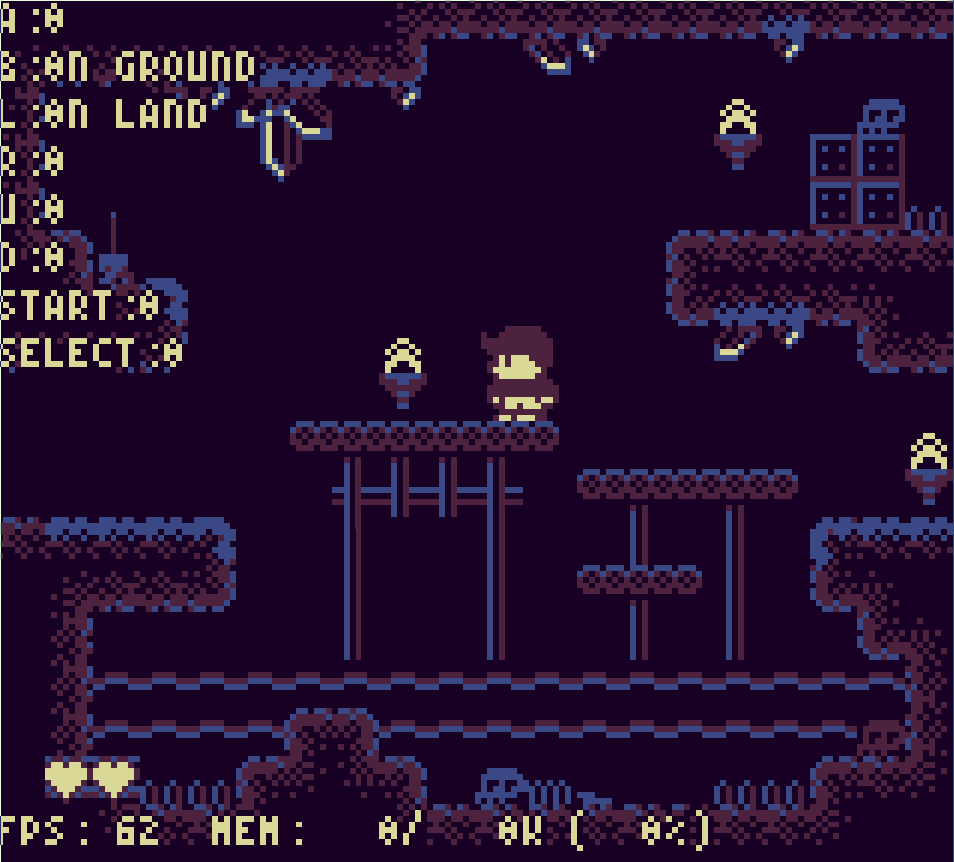 A :0
B :0N GROUND
L :0N LAND
R :0
U :0
D :0
START :0
SELECT :0
FPS: 62 MEM: 0/ 0K ( 0%)